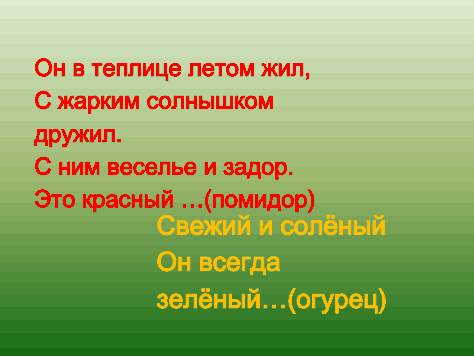 Он в теплице летом жил,
С жарким солнышком
дружил.
С ним веселье и задор.
Это красный …(помидор)
Свежий и солёный
Он всегда
зелёный…(огурец)